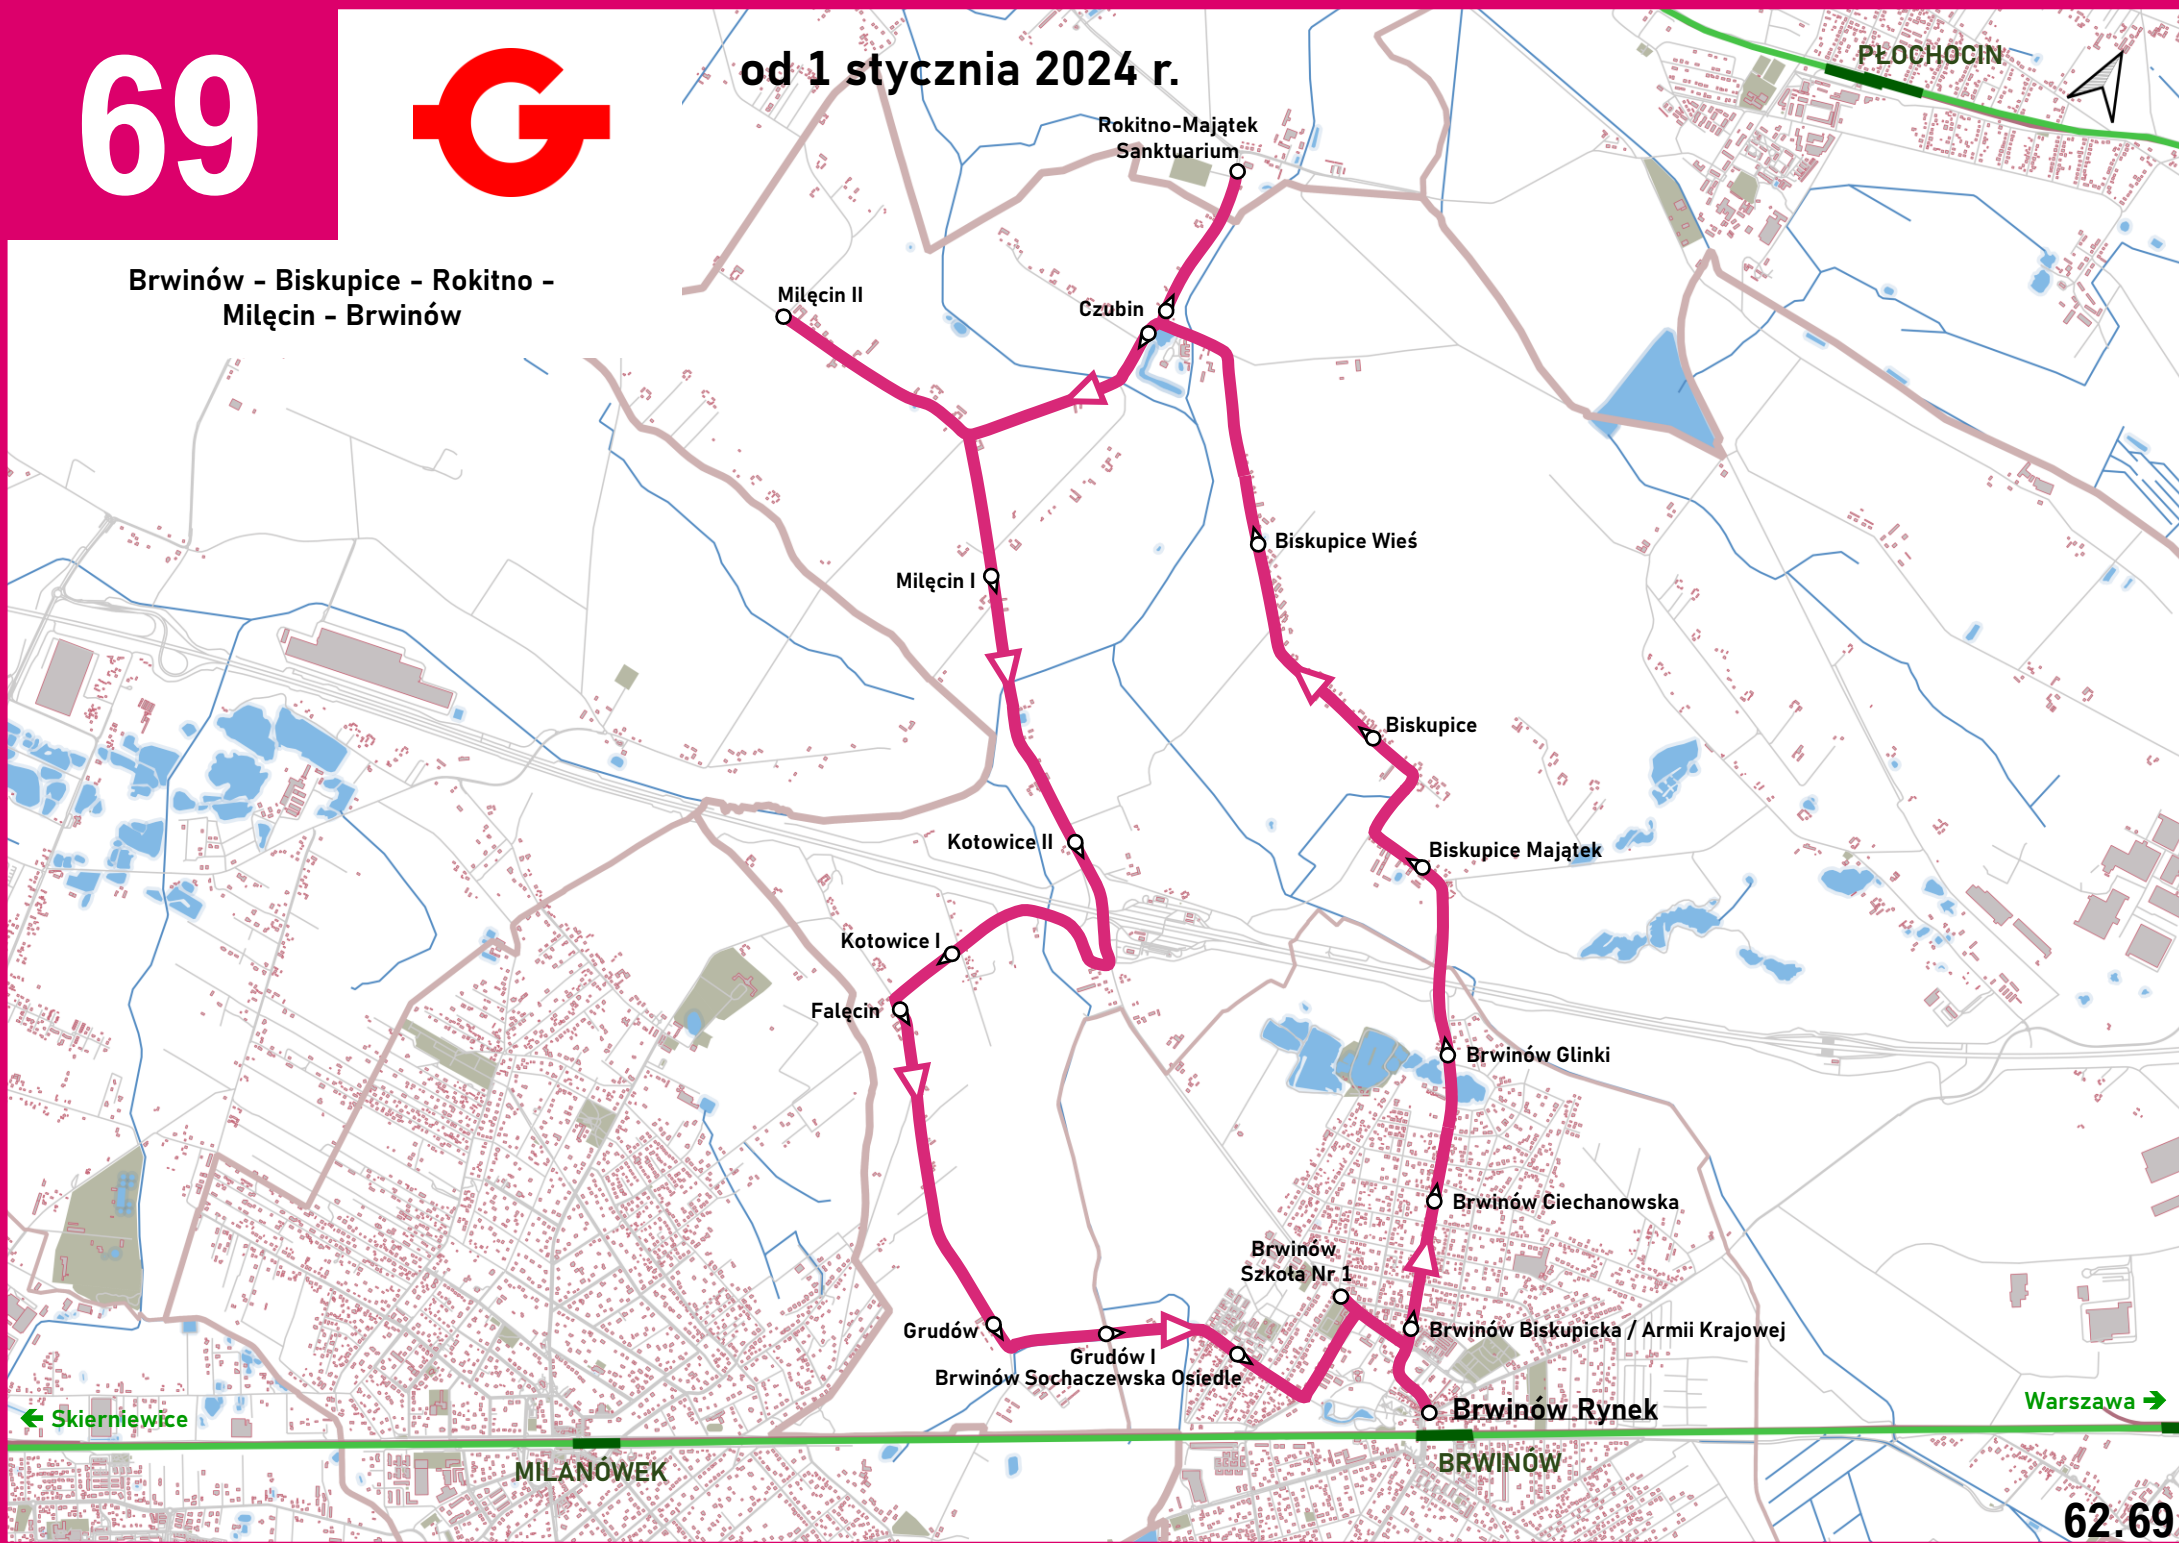 69
od 1 stycznia 2024 r.
PŁOCHOCIN
Rokitno-Majątek
Sanktuarium
Brwinów - Biskupice - Rokitno -
Milęcin - Brwinów
Milęcin II
Czubin
Biskupice Wieś
Milęcin I
Biskupice
Kotowice II
Biskupice Majątek
Kotowice I
Falęcin
Brwinów Glinki
Brwinów Ciechanowska
Brwinów
Szkoła Nr 1
Grudów
Brwinów Biskupicka / Armii Krajowej
Grudów I
Brwinów Sochaczewska Osiedle
Brwinów Rynek
← Skierniewice
Warszawa →
MILANÓWEK
BRWINÓW
62.69